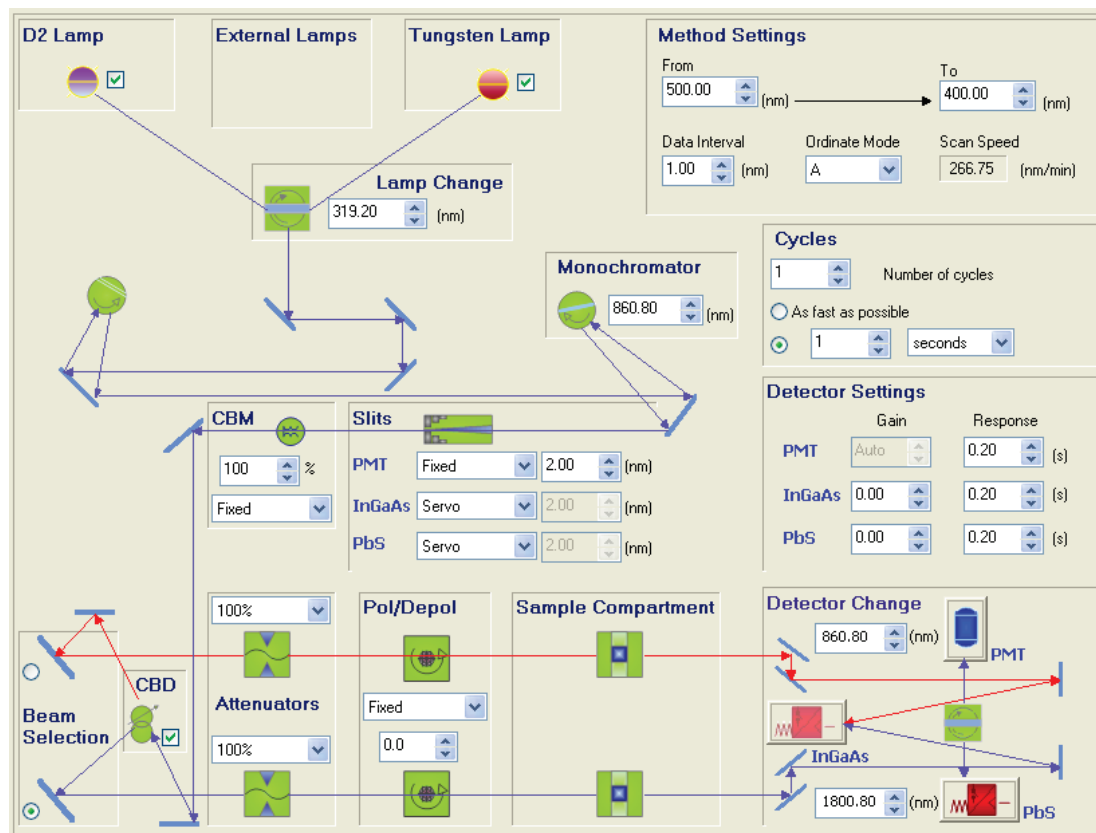 D2 Lamp
External Lamps
Tungsten Lamp
Method Settings
From
To
500.00
(nm)
400.00
(nm)
Data Interval
Ordinate Mode
Scan Speed
1.00
(nm)
A
266.75
(nm/min)
Lamp Change
319.20
(nm)
Monochromator
860.80
(nm)
Cycles
1
Number of cycles
As fast as possible
1
seconds
CBM
100
%
Fixed
Slits
PMT
Fixed
2.00
(nm)
InGaAs
Servo
2.00
(nm)
PbS
Servo
2.00
(nm)
Detector Settings
Gain
Response
PMT
Auto
0.20
(s)
InGaAs
0.00
0.20
(s)
PbS
0.00
0.20
(s)
Beam
Selection
CBD
100%
Attenuators
100%
Pol/Depol
Fixed
0.0
Sample Compartment
Detector Change
860.80
(nm)
PMT
InGaAs
1800.80
(nm)
PbS